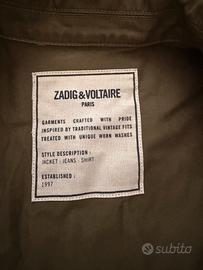 ZADIG&VOLTAIRE
PARIS
GARMENTS CRAFTED WITH PRIDE
INSPIRED BY TRADITIONAL VINTAGE FITS
TREATED WITH UNIQUE WORN WASHES
STYLE DESCRIPTION :
JACKET : JEANS : SHIRT
ESTABLISHED :
1997
subito